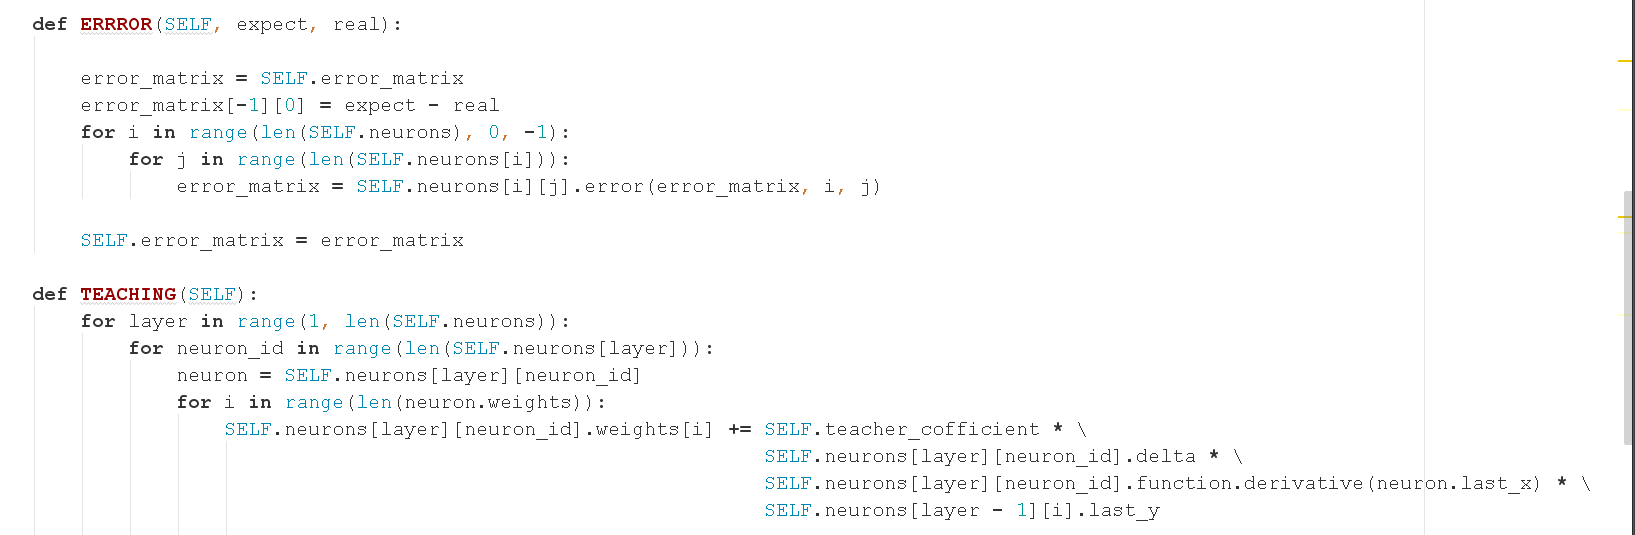 def ERRROR(SELF, expect, real):
error_matrix = SELF.error_matrix
error_matrix[-1][0] = expect - real
for i in range(len(SELF.neurons), 0, -1):
for j in range(len(SELF.neurons[i])):
error_matrix = SELF.neurons[i][j].error(error_matrix, i, j)
SELF.error_matrix = error_matrix
def TEACHING(SELF):
for layer in range(1, len(SELF.neurons)):
for neuron_id in range(len(SELF.neurons[layer])):
neuron = SELF.neurons[layer][neuron_id]
for i in range(len(neuron.weights)):
SELF.neurons[layer][neuron_id].weights[i] += SELF.teacher_cofficient * \
SELF.neurons[layer][neuron_id].delta * \
SELF.neurons[layer][neuron_id].function.derivative(neuron.last_x) * \
SELF.neurons[layer - 1][i].last_y